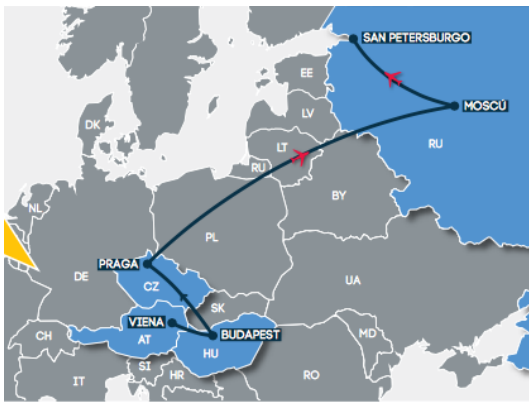 SAN PETERSBURGO
EE
MOSCÚ
LV
DK
LT
RU
RU
BY
NL
PL
PRAGA
DE
CZ
UA
SK
VIENA
BUDAPEST
CH
AT
HU
MD
SI
HR
RO
IT